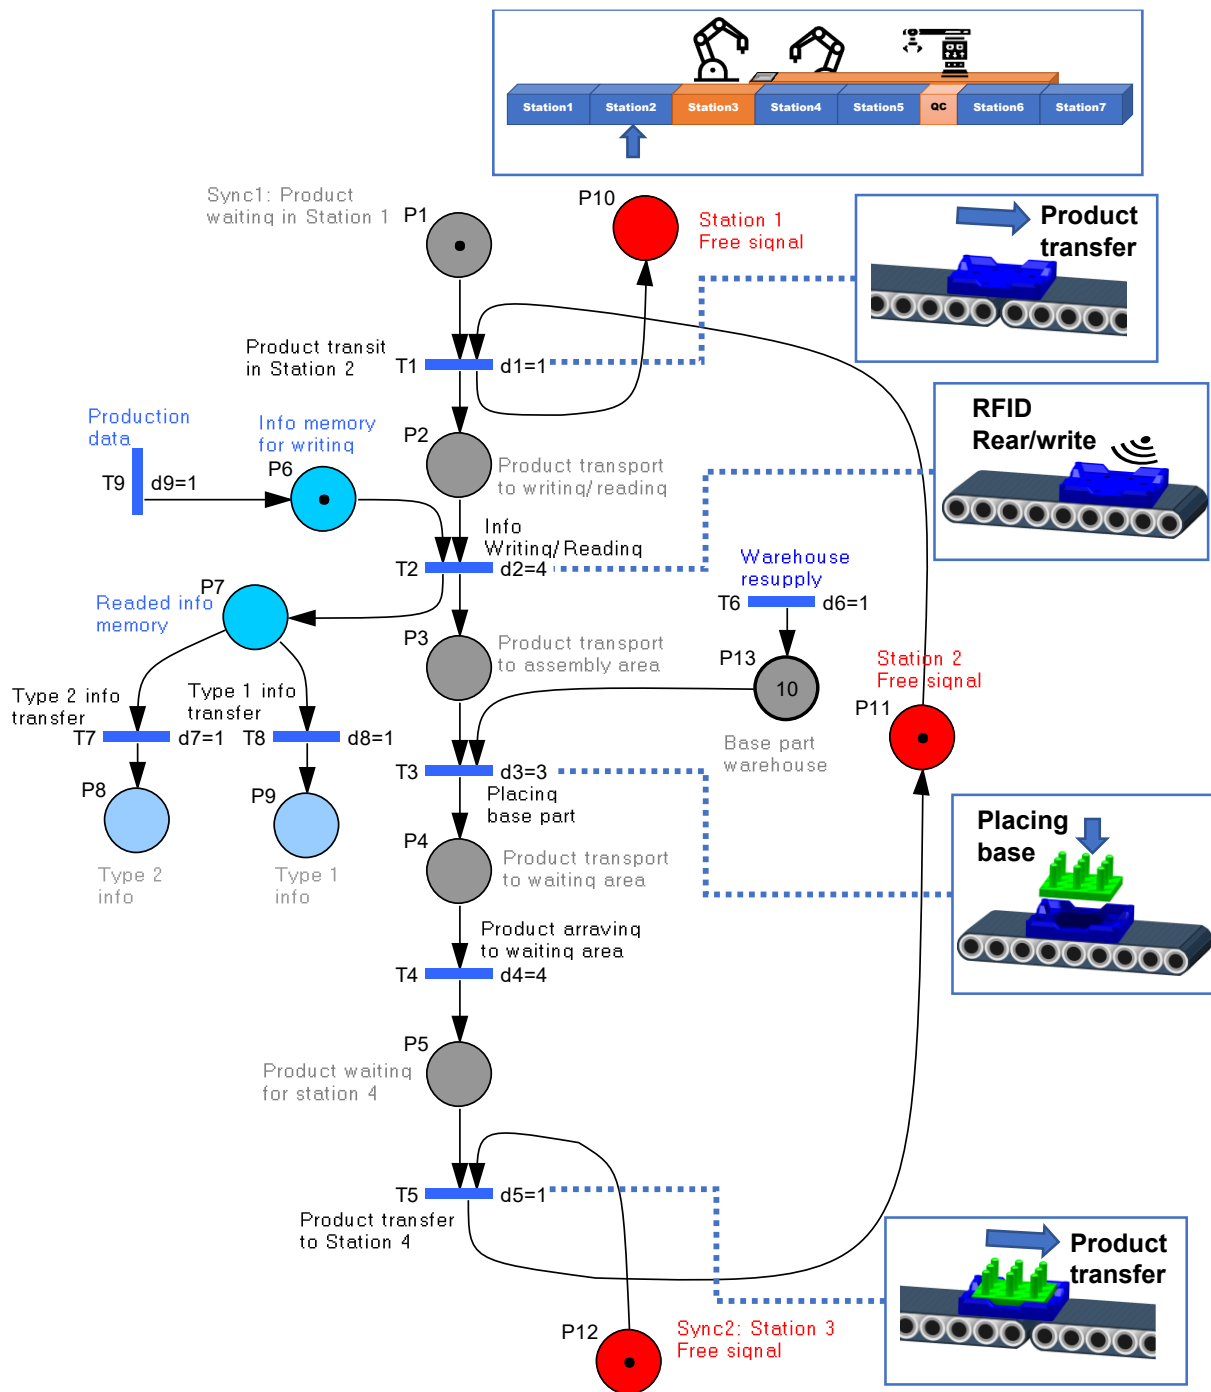 Station1
Station2
Station3
Station4
Station5
QC
Station6
Station7
Sync1: Product
waiting in Station 1
P1
P10
Station 1
Free signal
Product
transfer
Product transit
in Station 2
T1
d1=1
Production
data
T9
d9=1
Info memory
for writing
P6
P2
Product transport
to writing/reading
RFID
Rear/write
Info
Writing/Reading
T2
d2=4
Warehouse
resupply
T6
d6=1
P7
Readed info
memory
P3
Product transport
to assembly area
P13
10
Base part
warehouse
Station 2
Free signal
P11
Type 2 info
transfer
T7
d7=1
Type 1 info
transfer
T8
d8=1
T3
d3=3
Placing
base part
P8
Type 2
info
P9
Type 1
info
Placing
base
P4
Product transport
to waiting area
Product arraving
to waiting area
T4
d4=4
P5
Product waiting
for station 4
T5
d5=1
Product transfer
to Station 4
Product
transfer
P12
Sync2: Station 3
Free signal